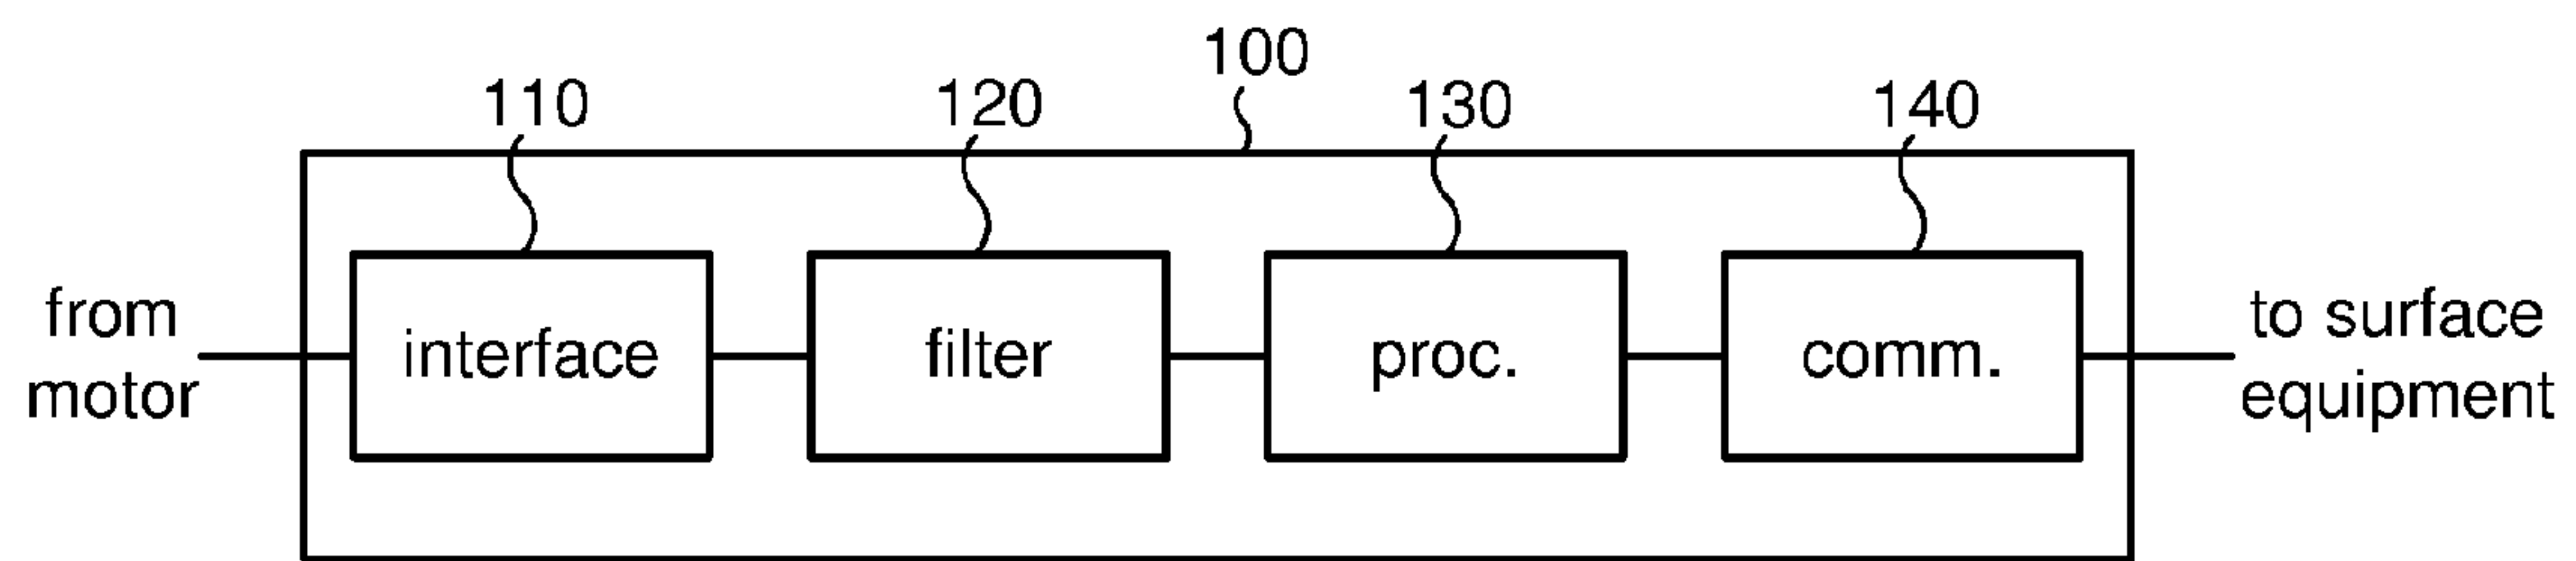 100
110
120
130
140
from
motor
interface
filter
proc.
comm.
to surface
equipment